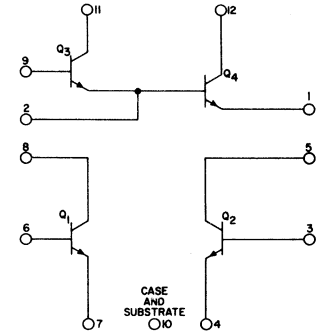 11 12
Q3
9
Q4
2 1
8 5
Q1 Q2
6 3
CASE
AND
SUBSTRATE
7 10 4